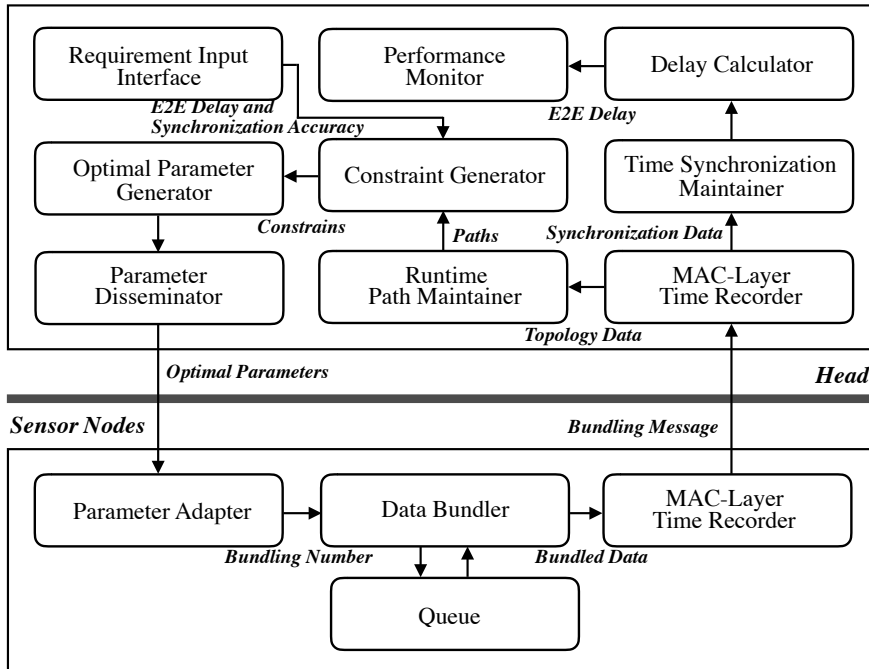 Requirement Input
Interface
Performance
Monitor
Delay Calculator
E2E Delay and
Synchronization Accuracy
E2E Delay
Optimal Parameter
Generator
Constraint Generator
Time Synchronization
Maintainer
Constrains
Paths
Synchronization Data
Parameter
Disseminator
Runtime
Path Maintainer
MAC-Layer
Time Recorder
Topology Data
Optimal Parameters
Head
Sensor Nodes
Bundling Message
Parameter Adapter
Data Bundler
MAC-Layer
Time Recorder
Bundling Number
Bundled Data
Queue